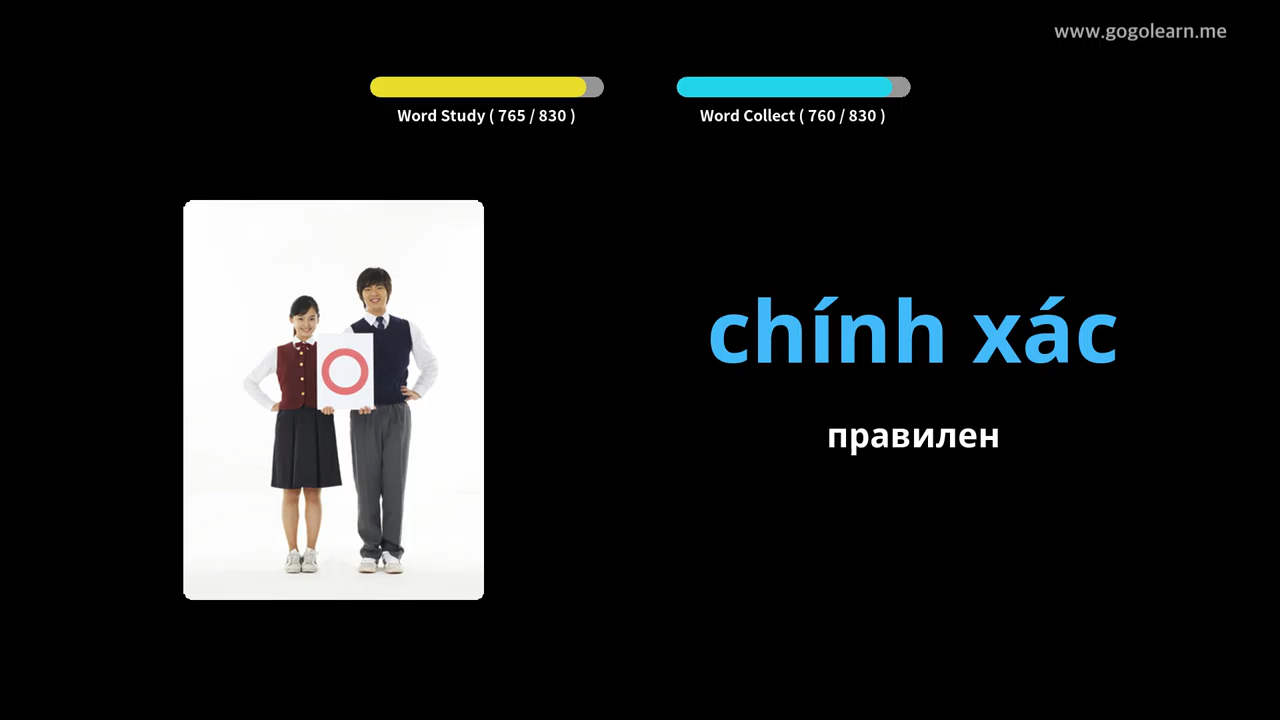 www.gogolearn.me
Word Study ( 765 / 830 )
Word Collect ( 760 / 830 )
chính xác
правилен